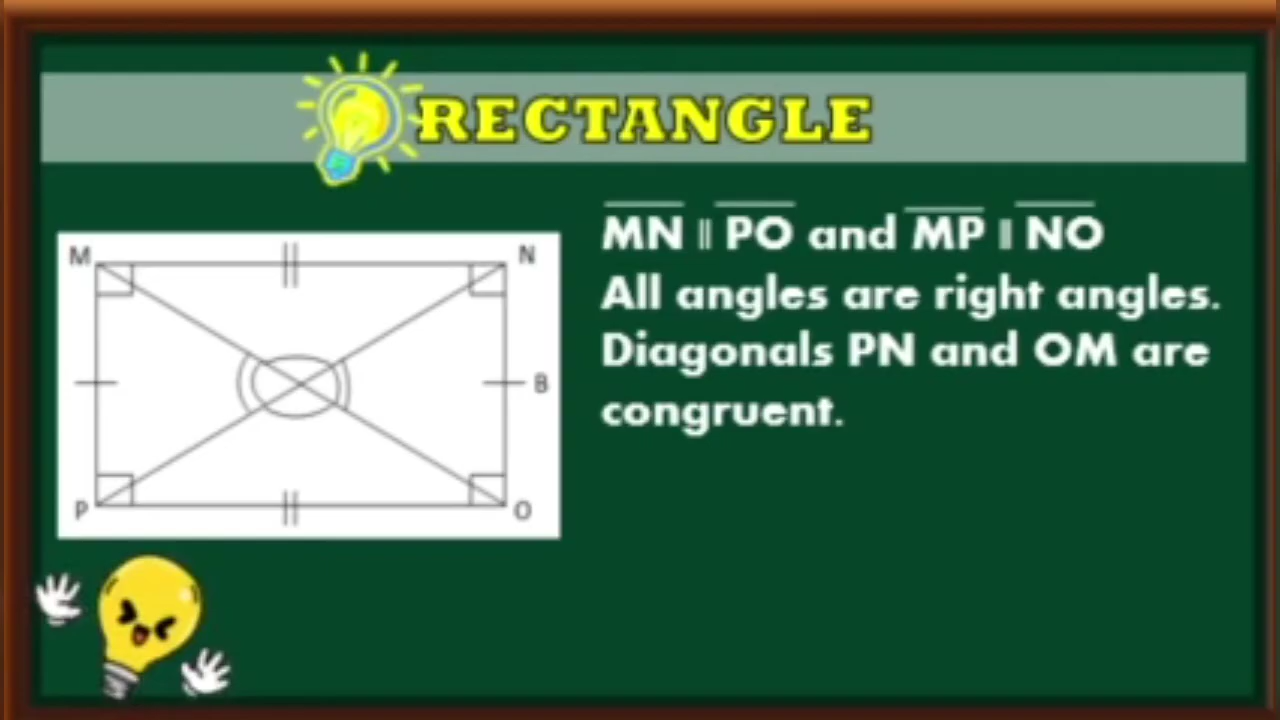 RECTANGLE
MN || PO and MP || NO
All angles are right angles.
Diagonals PN and OM are
congruent.
M
N
B
P
O